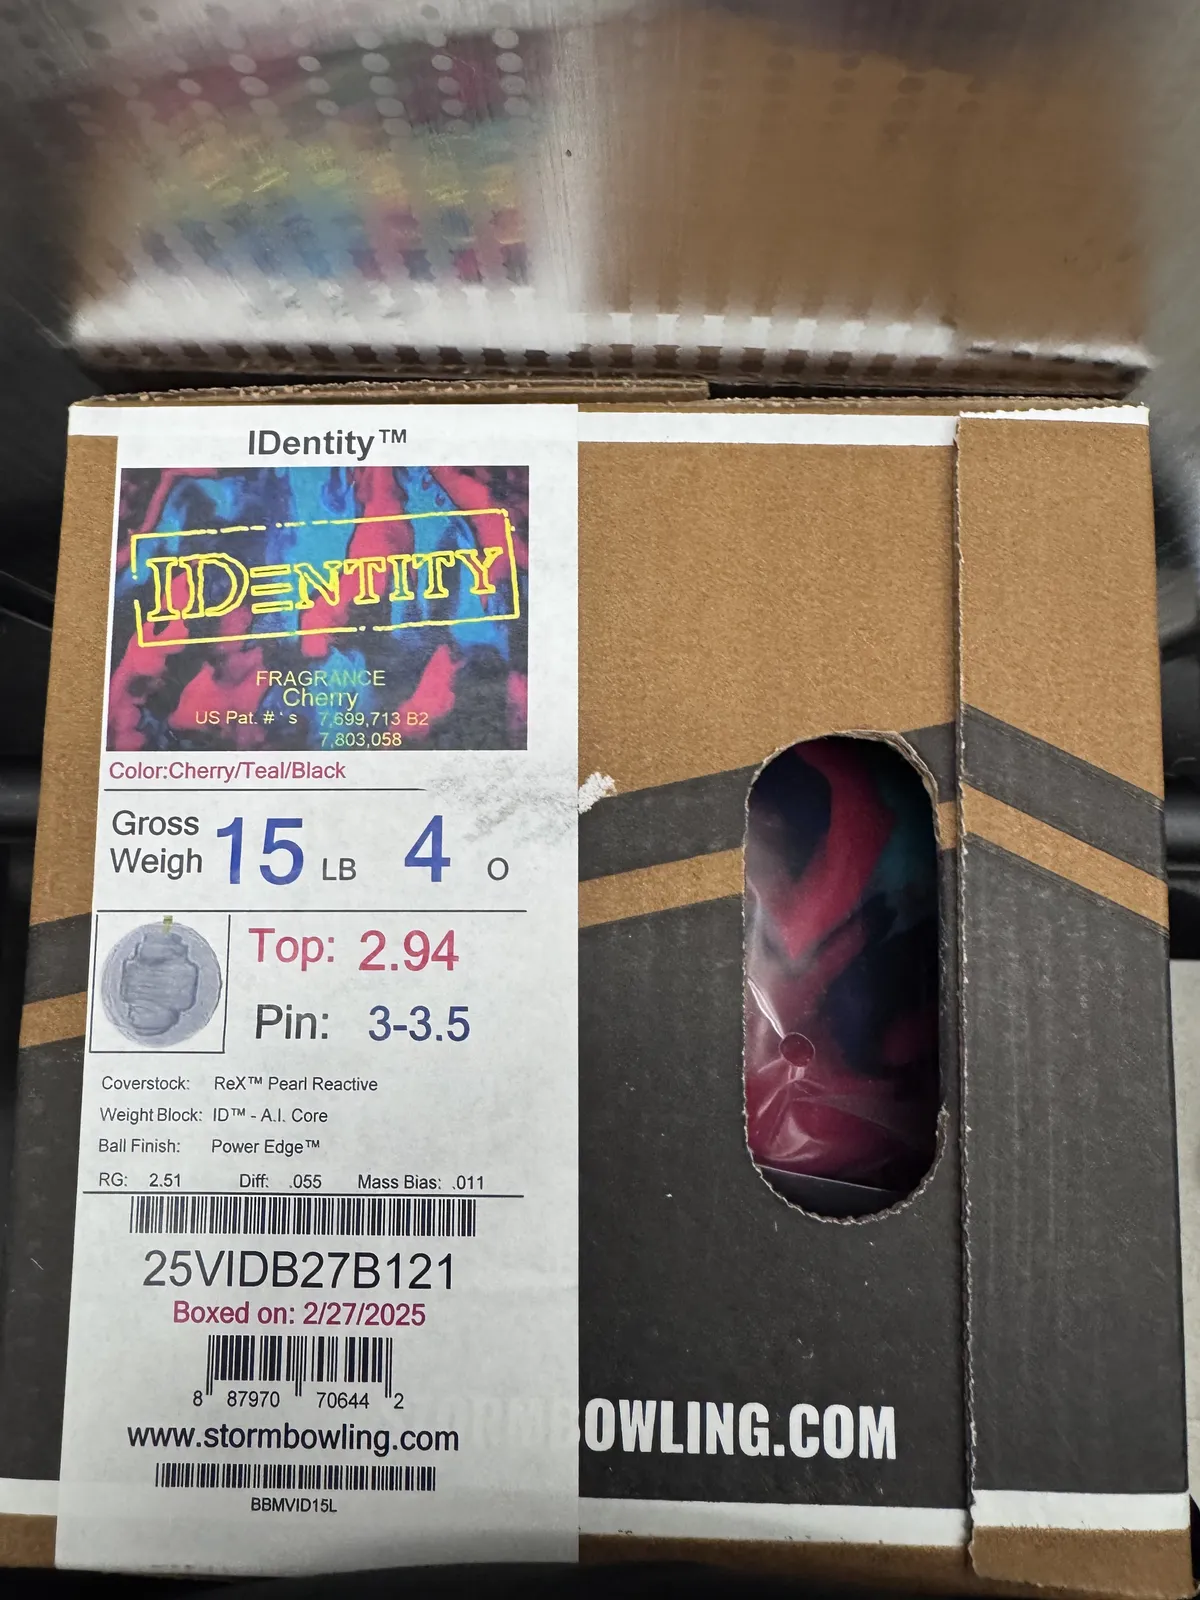 IDentity™
IDENTITY
FRAGRANCE
Cherry
US Pat. # ' s 7,699,713 B2
7,803,058
Color:Cherry/Teal/Black
Gross
Weigh 15 LB 4 O
Top: 2.94
Pin: 3-3.5
Coverstock: ReX™ Pearl Reactive
Weight Block: ID™ - A.I. Core
Ball Finish: Power Edge™
RG: 2.51 Diff: .055 Mass Bias: .011
25VIDB27B121
Boxed on: 2/27/2025
8 87970 70644 2
www.stormbowling.com
BBMVID15L
STORMBOWLING.COM